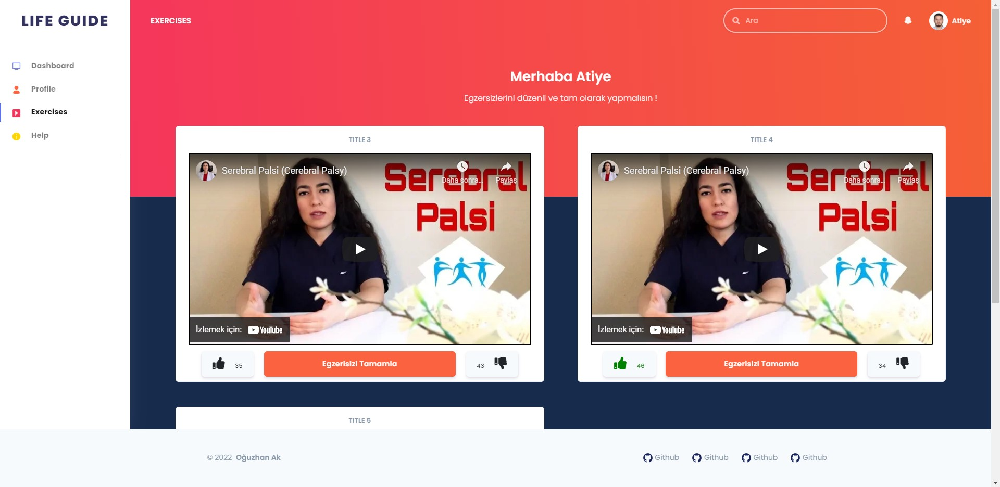 LIFE GUIDE
EXERCISES
Ara
Atiye
Dashboard
Profile
Exercises
Help
Merhaba Atiye
Egzersizlerini düzenli ve tam olarak yapmalısın !
TITLE 3
Serebral Palsi (Cerebral Palsy)
Daha sonra...
Paylaş
Serebral
Palsi
FAT
İzlemek için: YouTube
35
Egzerisizi Tamamla
43
TITLE 4
Serebral Palsi (Cerebral Palsy)
Daha sonra...
Paylaş
Serebral
Palsi
FAT
İzlemek için: YouTube
46
Egzerisizi Tamamla
34
TITLE 5
© 2022 Oğuzhan Ak
Github
Github
Github
Github